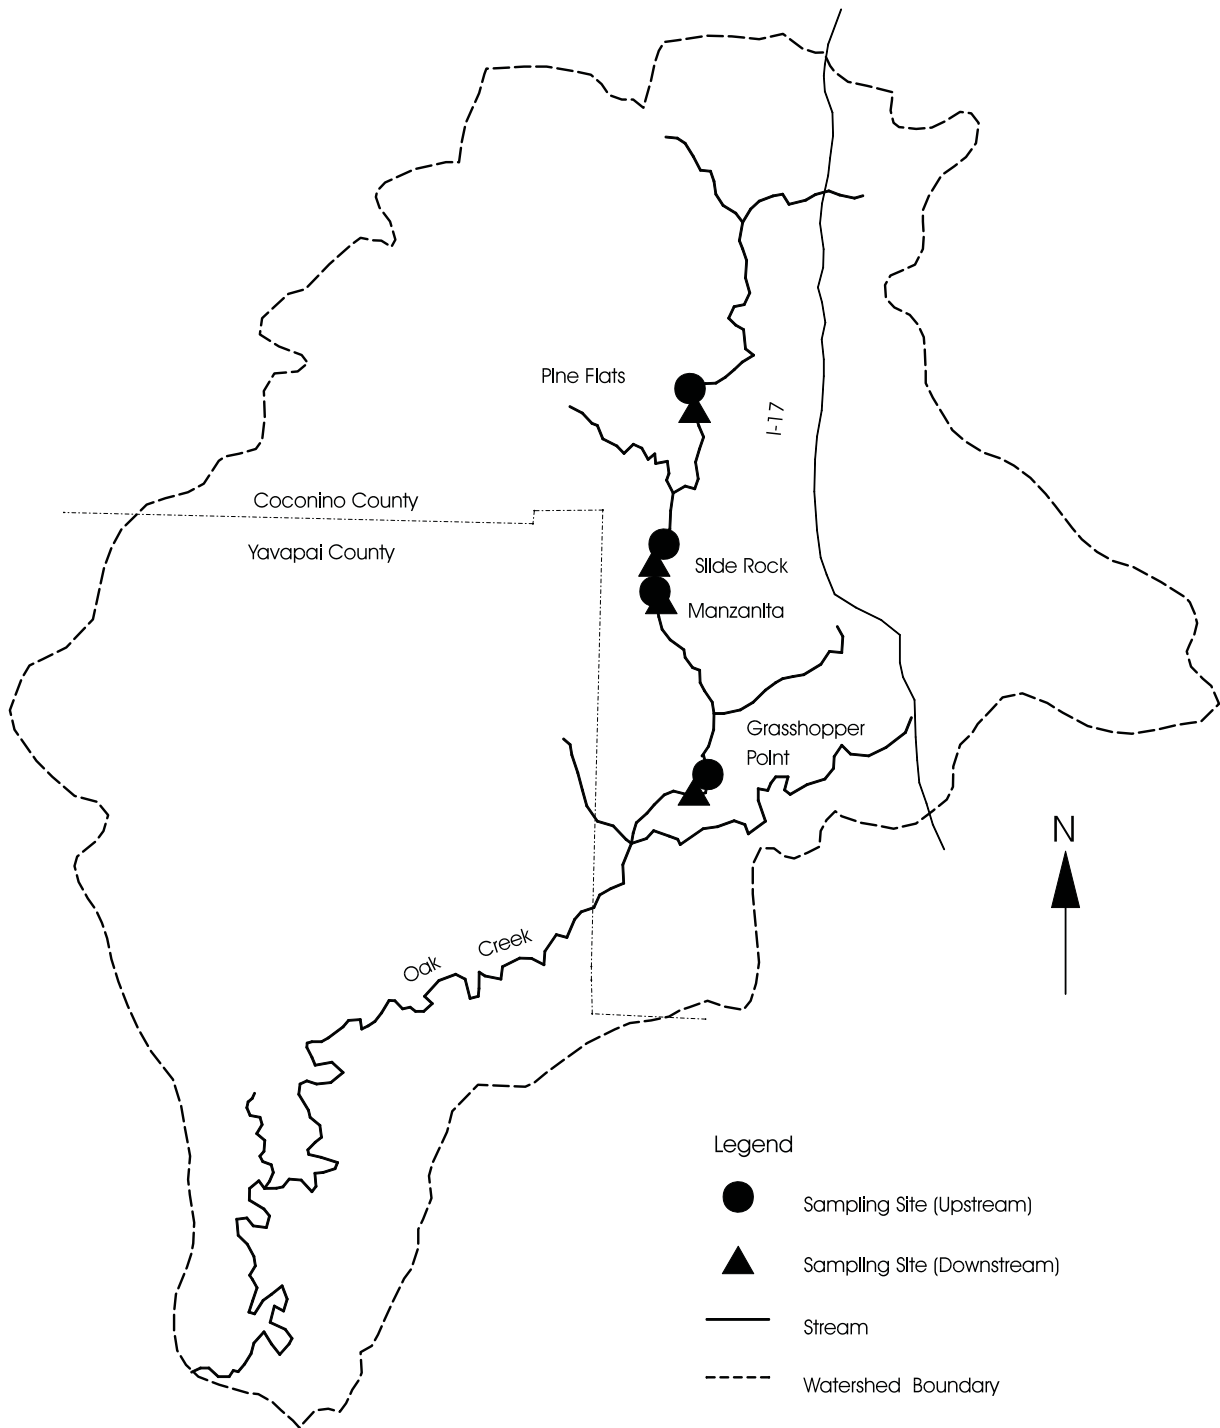 Pine Flats
I-17
Coconino County
Yavapai County
Slide Rock
Manzanita
Grasshopper
Point
N
Oak Creek
Legend
Sampling Site (Upstream)
Sampling Site (Downstream)
Stream
Watershed Boundary